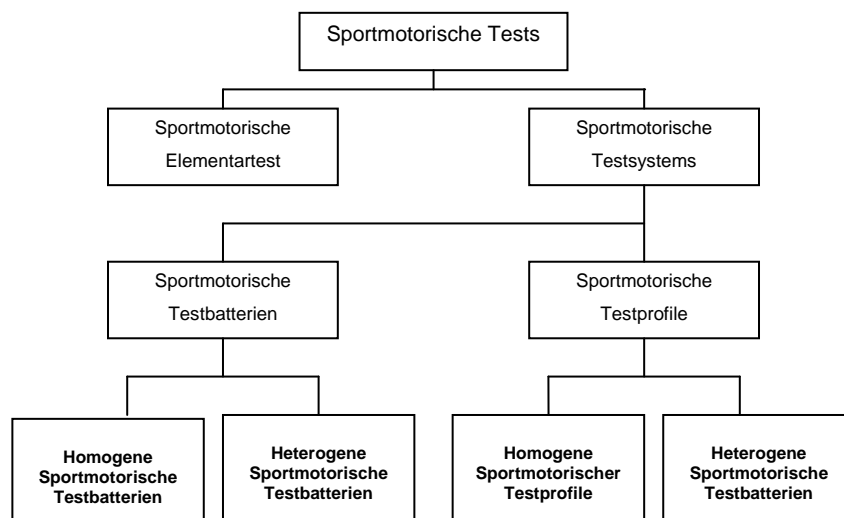 Sportmotorische Tests
Sportmotorische
Elementartest
Sportmotorische
Testsystems
Sportmotorische
Testbatterien
Sportmotorische
Testprofile
Homogene
Sportmotorische
Testbatterien
Heterogene
Sportmotorische
Testbatterien
Homogene
Sportmotorischer
Testprofile
Heterogene
Sportmotorische
Testbatterien